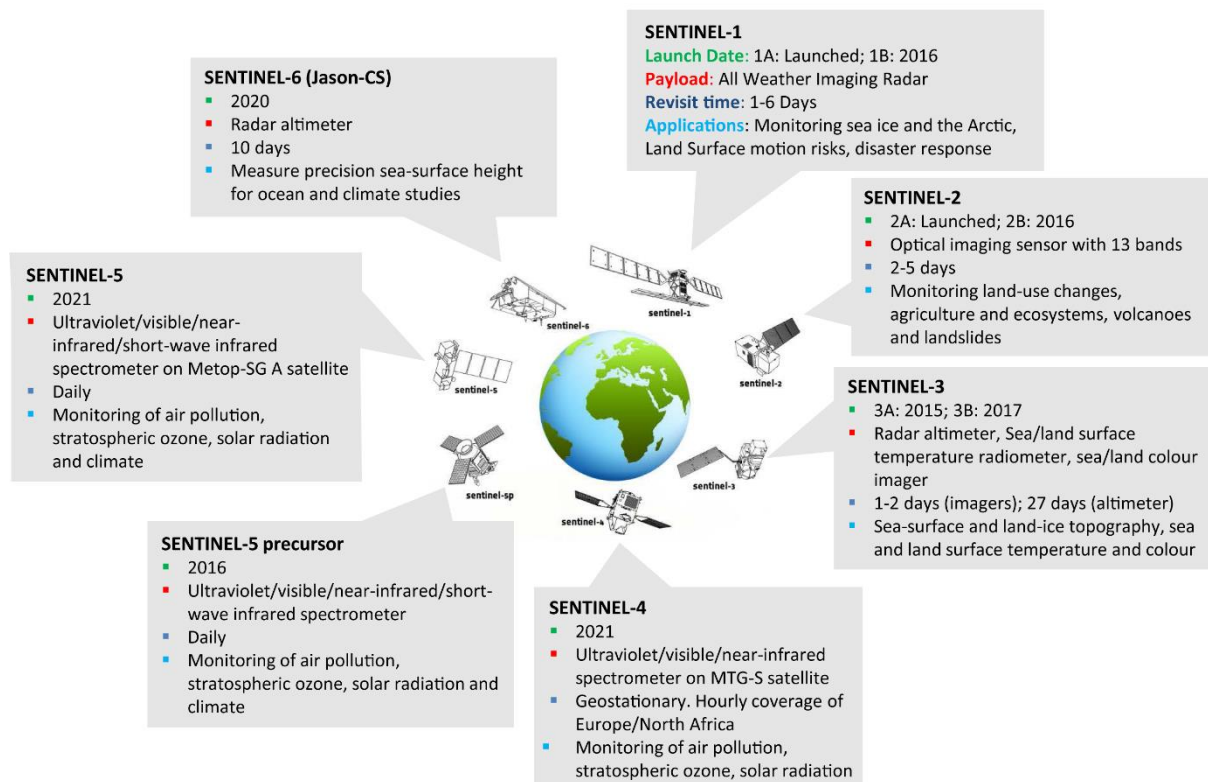 SENTINEL-1
Launch Date: 1A: Launched; 1B: 2016
Payload: All Weather Imaging Radar
Revisit time: 1-6 Days
Applications: Monitoring sea ice and the Arctic,
Land Surface motion risks, disaster response
SENTINEL-6 (Jason-CS)
2020
Radar altimeter
10 days
Measure precision sea-surface height
for ocean and climate studies
SENTINEL-2
2A: Launched; 2B: 2016
Optical imaging sensor with 13 bands
2-5 days
Monitoring land-use changes,
agriculture and ecosystems, volcanoes
and landslides
SENTINEL-5
2021
Ultraviolet/visible/near-
infrared/short-wave infrared
spectrometer on Metop-SG A satellite
Daily
Monitoring of air pollution,
stratospheric ozone, solar radiation
and climate
sentinel-6
sentinel-1
sentinel-2
sentinel-5
sentinel-3
sentinel-5p
sentinel-4
SENTINEL-3
3A: 2015; 3B: 2017
Radar altimeter, Sea/land surface
temperature radiometer, sea/land colour
imager
1-2 days (imagers); 27 days (altimeter)
Sea-surface and land-ice topography, sea
and land surface temperature and colour
SENTINEL-5 precursor
2016
Ultraviolet/visible/near-infrared/short-
wave infrared spectrometer
Daily
Monitoring of air pollution,
stratospheric ozone, solar radiation and
climate
SENTINEL-4
2021
Ultraviolet/visible/near-infrared
spectrometer on MTG-S satellite
Geostationary. Hourly coverage of
Europe/North Africa
Monitoring of air pollution,
stratospheric ozone, solar radiation